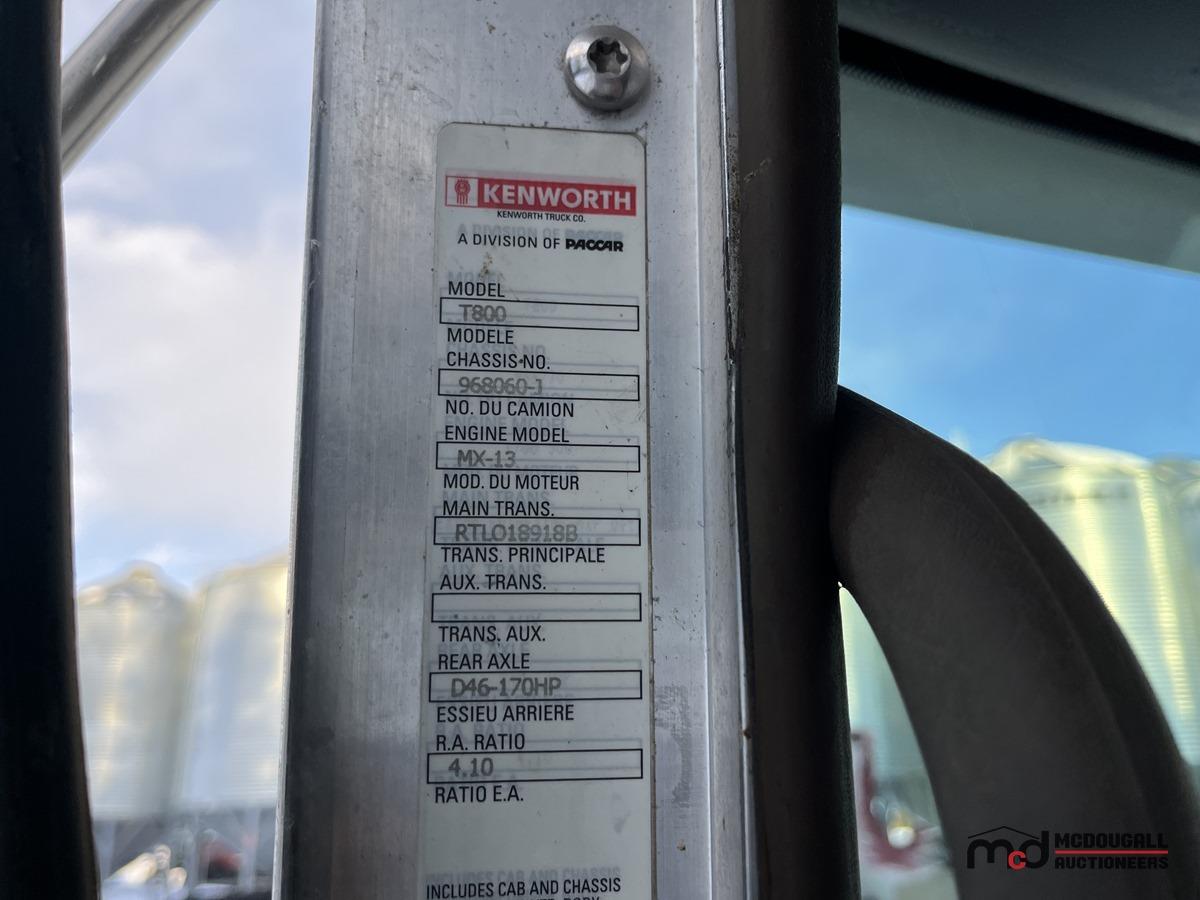 KENWORTH
KENWORTH TRUCK CO.
A DIVISION OF PACCAR
MODEL
T800
MODELE
CHASSIS NO.
968060-J
NO. DU CAMION
ENGINE MODEL
MX-13
MOD. DU MOTEUR
MAIN TRANS.
RTLO18918B
TRANS. PRINCIPALE
AUX. TRANS.
TRANS. AUX.
REAR AXLE
D46-170HP
ESSIEU ARRIERE
R.A. RATIO
4.10
RATIO E.A.
INCLUDES CAB AND CHASSIS
mcd MCDOUGALL
AUCTIONEERS